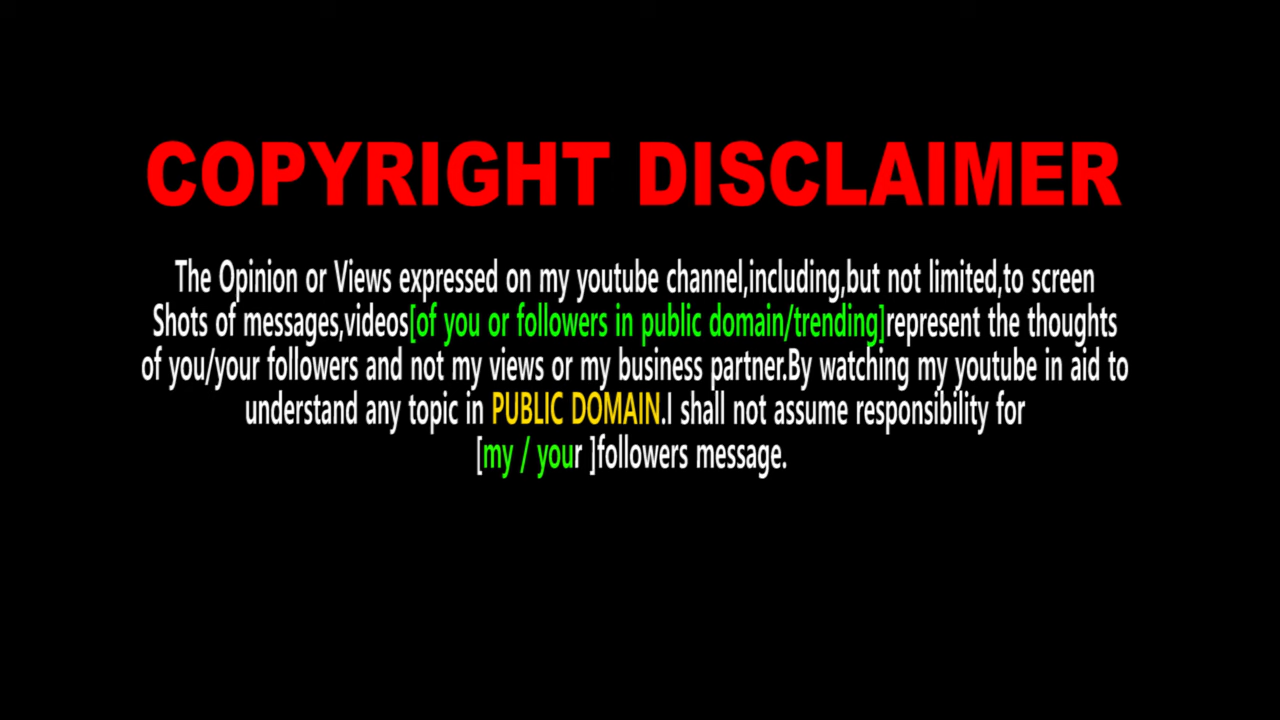 COPYRIGHT DISCLAIMER
The Opinion or Views expressed on my youtube channel,including,but not limited,to screen
Shots of messages,videos[of you or followers in public domain/trending]represent the thoughts
of you/your followers and not my views or my business partner.By watching my youtube in aid to
understand any topic in PUBLIC DOMAIN.I shall not assume responsibility for
[my / your ]followers message.